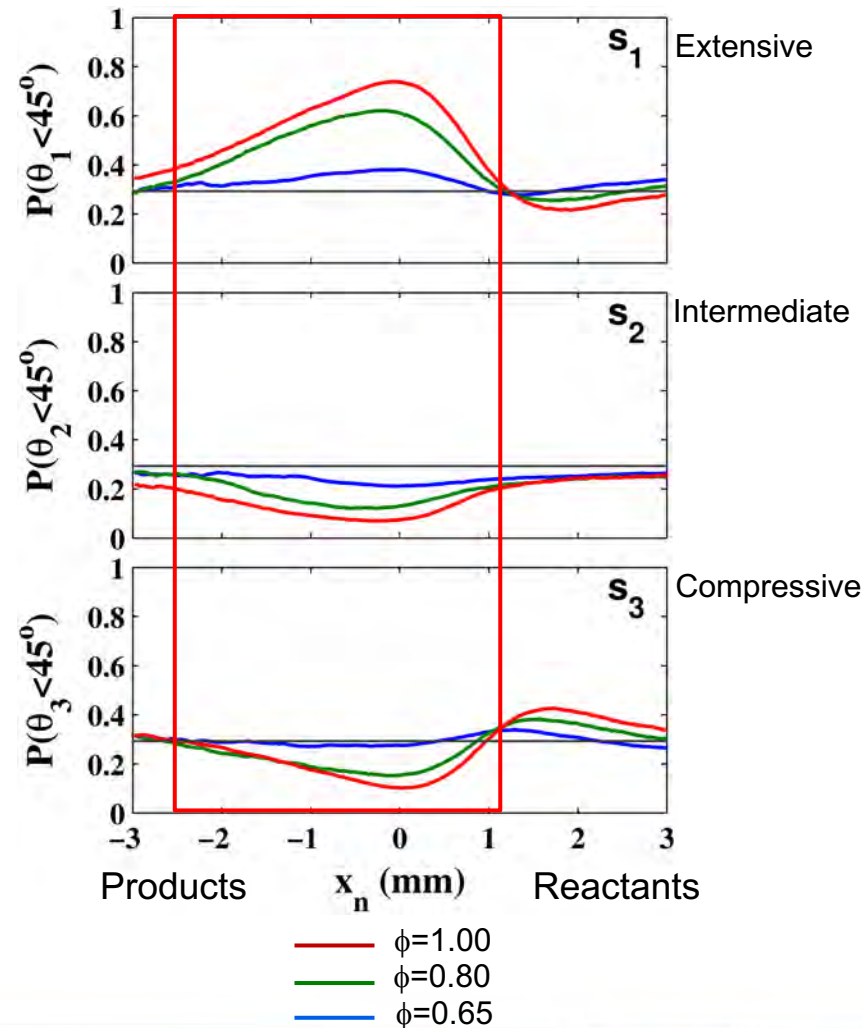 1
0.8
0.6
0.4
0.2
0
P(θ1<45°)
s1
Extensive
1
0.8
0.6
0.4
0.2
0
P(θ2<45°)
s2
Intermediate
1
0.8
0.6
0.4
0.2
0
P(θ3<45°)
s3
Compressive
−3 −2 −1 0 1 2 3
Products xn (mm) Reactants
ϕ=1.00
ϕ=0.80
ϕ=0.65